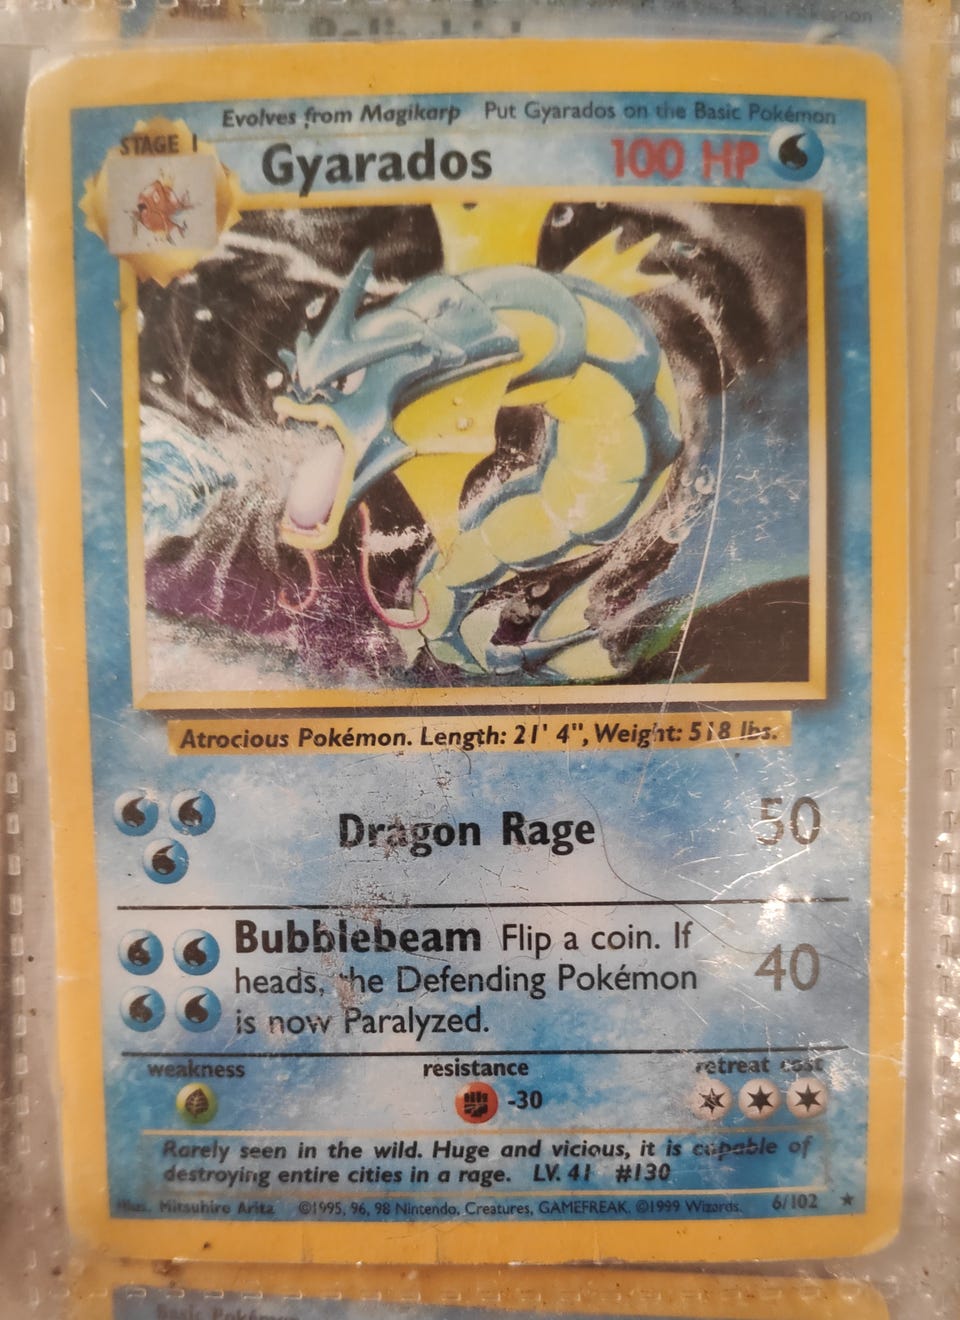 Evolves from Magikarp Put Gyarados on the Basic Pokémon
STAGE 1
Gyarados 100 HP
Atrocious Pokémon. Length: 21' 4", Weight: 518 lbs.
Dragon Rage 50
Bubblebeam Flip a coin. If
heads, the Defending Pokémon 40
is now Paralyzed.
weakness resistance retreat cost
-30
Rarely seen in the wild. Huge and vicious, it is capable of
destroying entire cities in a rage. LV. 41 #130
Illus. Mitsuhiro Arita ©1995, 96, 98 Nintendo, Creatures, GAMEFREAK. ©1999 Wizards. 6/102
Basic Pokémon